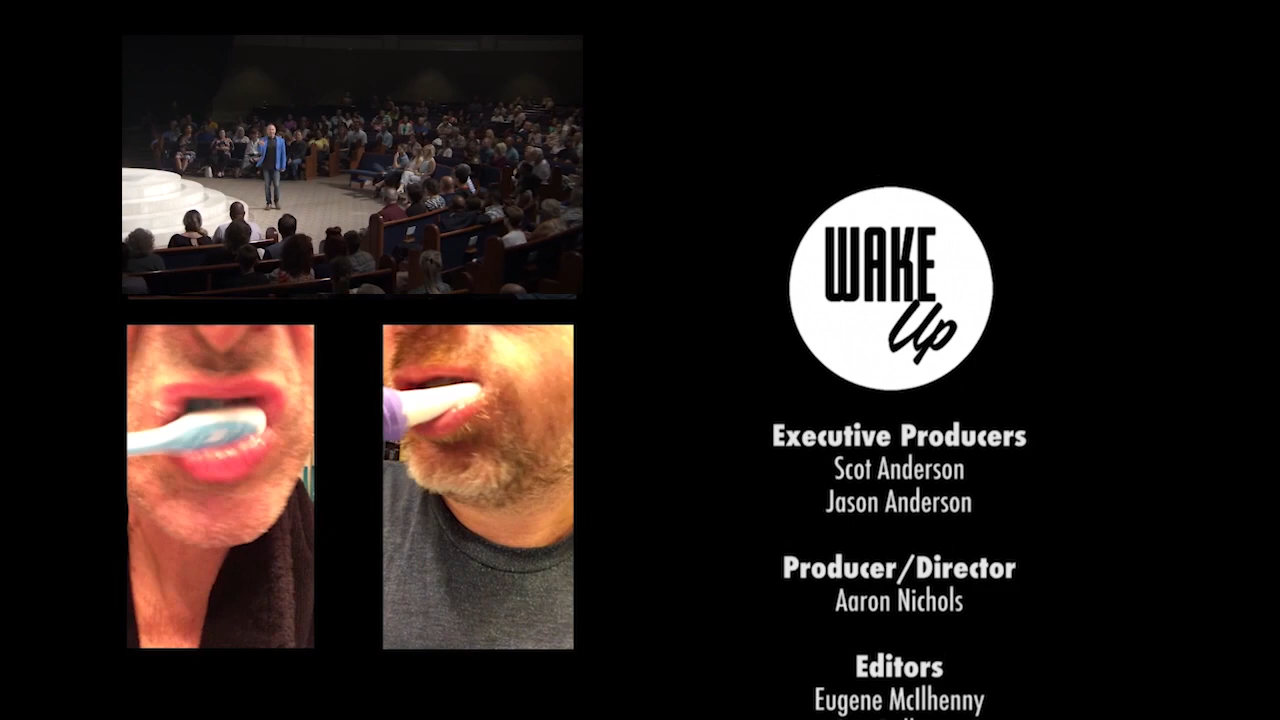 WAKE
Up
Executive Producers
Scot Anderson
Jason Anderson
Producer/Director
Aaron Nichols
Editors
Eugene McIlhenny